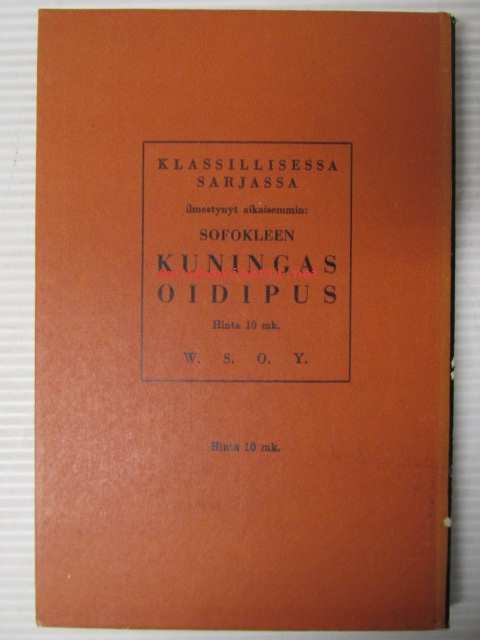 KLASSILLISESSA
SARJASSA
ilmestynyt aikaisemmin:
SOFOKLEEN
KUNINGAS
OIDIPUS
Hinta 10 mk.
W. S. O. Y.
Hinta 10 mk.